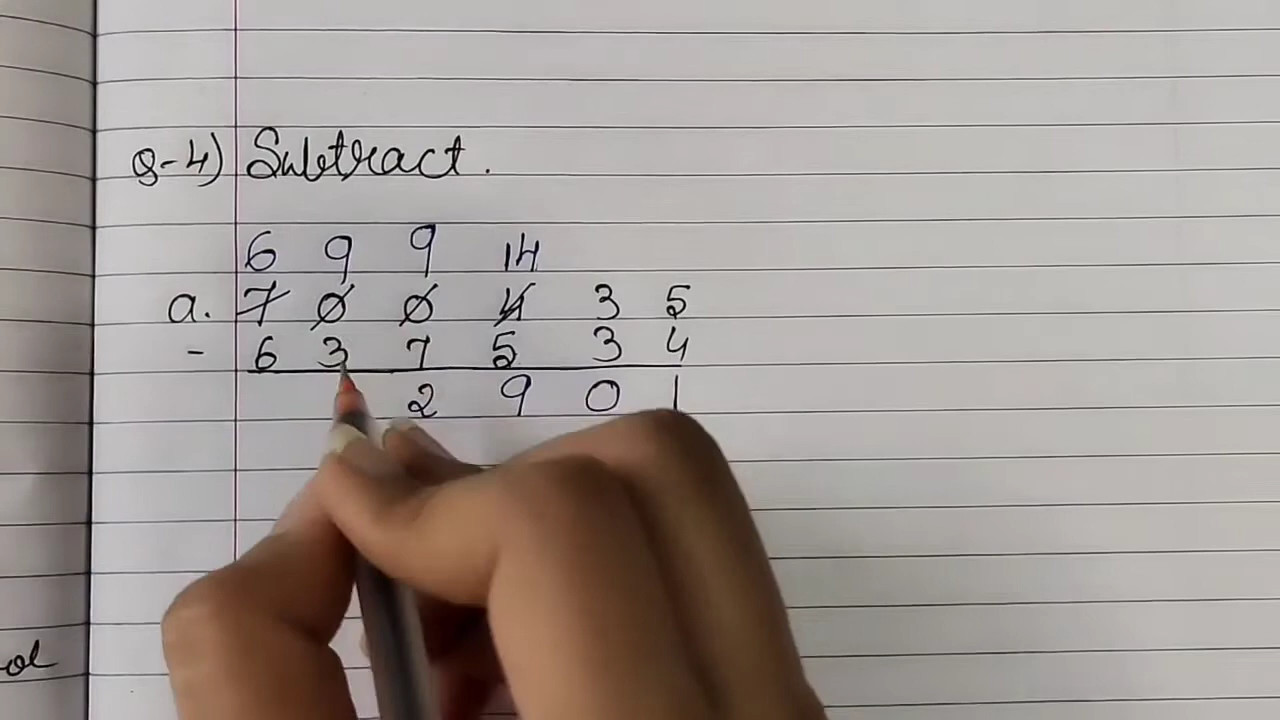 Q-4) Subtract.
6 9 9 14
a. 7 0 0 4 3 5
- 6 3 7 5 3 4
2 9 0 1